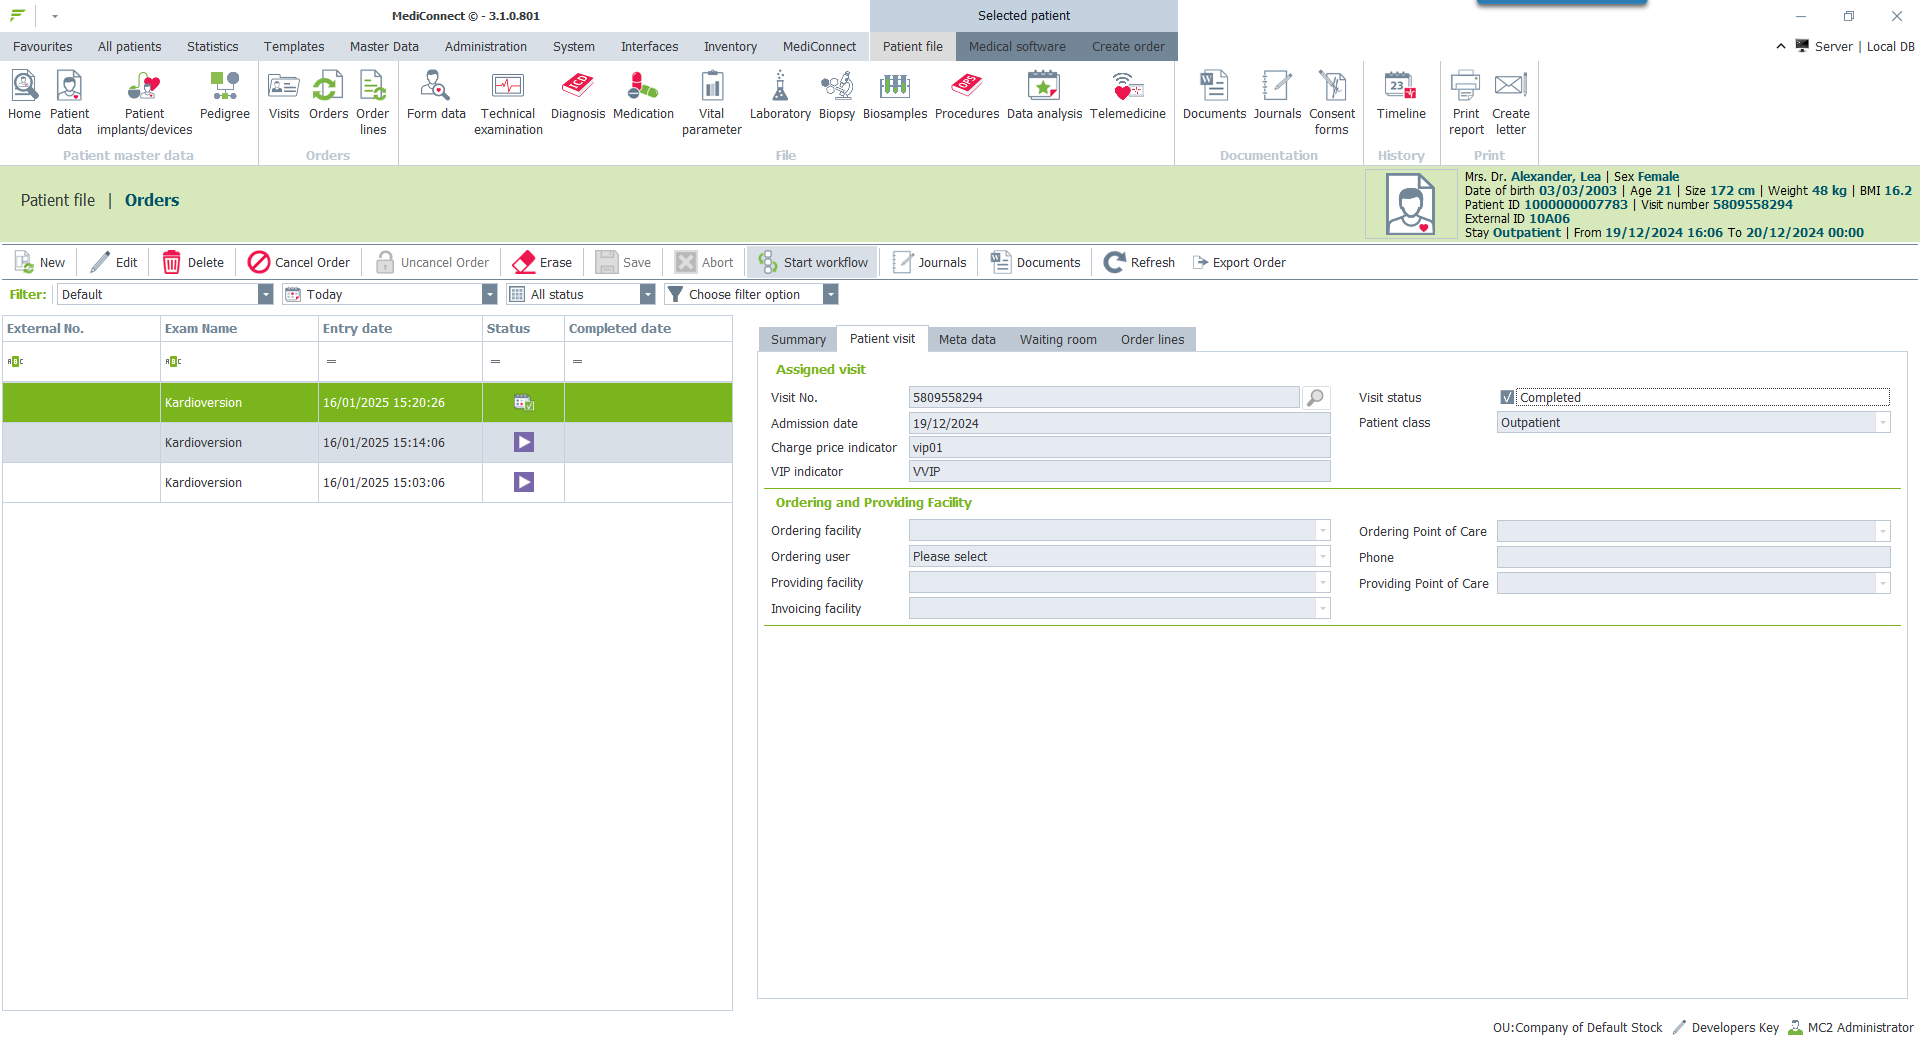 MediConnect © - 3.1.0.801
Selected patient
Favourites All patients Statistics Templates Master Data Administration System Interfaces Inventory MediConnect Patient file Medical software Create order
Server | Local DB
Home Patient data Patient implants/devices Pedigree Visits Orders Order lines Form data Technical examination Diagnosis Medication Vital parameter Laboratory Biopsy Biosamples Procedures Data analysis Telemedicine Documents Journals Consent forms Timeline Print report Create letter
Patient master data Orders File Documentation History Print
Patient file | Orders
Mrs. Dr. Alexander, Lea | Sex Female
Date of birth 03/03/2003 | Age 21 | Size 172 cm | Weight 48 kg | BMI 16.2
Patient ID 1000000007783 | Visit number 5809558294
External ID 10A06
Stay Outpatient | From 19/12/2024 16:06 To 20/12/2024 00:00
New Edit Delete Cancel Order Uncancel Order Erase Save Abort Start workflow Journals Documents Refresh Export Order
Filter: Default Today All status Choose filter option
External No. Exam Name Entry date Status Completed date
ABC ABC = = =
Kardioversion 16/01/2025 15:20:26
Kardioversion 16/01/2025 15:14:06
Kardioversion 16/01/2025 15:03:06
Summary Patient visit Meta data Waiting room Order lines
Assigned visit
Visit No. 5809558294 Visit status Completed
Admission date 19/12/2024 Patient class Outpatient
Charge price indicator vip01
VIP indicator VVIP
Ordering and Providing Facility
Ordering facility Ordering Point of Care
Ordering user Please select Phone
Providing facility Providing Point of Care
Invoicing facility
OU:Company of Default Stock Developers Key MC2 Administrator